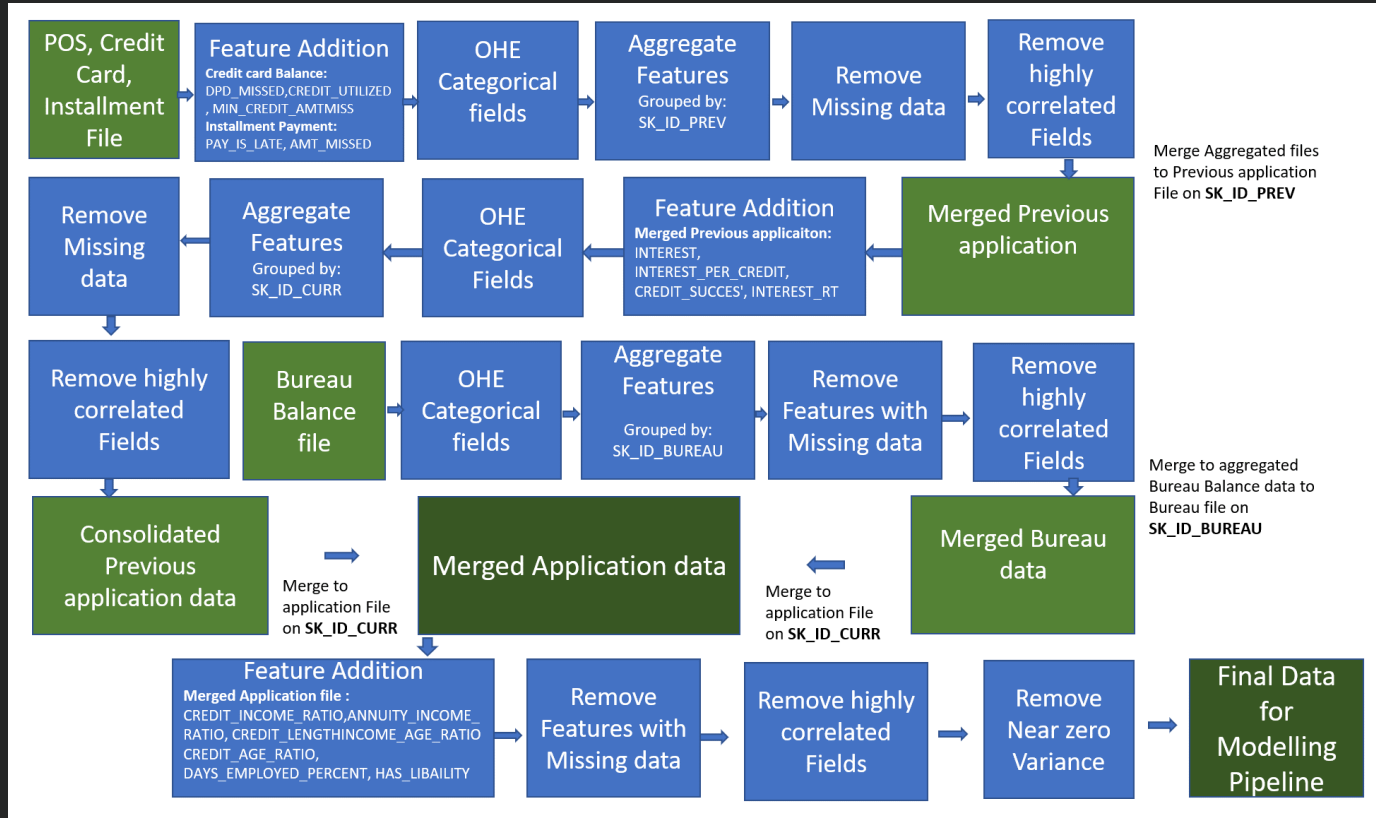 POS, Credit
Card,
Installment
File
Feature Addition
Credit card Balance:
DPD_MISSED,CREDIT_UTILIZED
, MIN_CREDIT_AMTMISS
Installment Payment:
PAY_IS_LATE, AMT_MISSED
OHE
Categorical
fields
Aggregate
Features
Grouped by:
SK_ID_PREV
Remove
Missing data
Remove
highly
correlated
Fields
Merge Aggregated files
to Previous application
File on SK_ID_PREV
Merged Previous
application
Feature Addition
Merged Previous applicaiton:
INTEREST,
INTEREST_PER_CREDIT,
CREDIT_SUCCES', INTEREST_RT
OHE
Categorical
Fields
Aggregate
Features
Grouped by:
SK_ID_CURR
Remove
Missing
data
Remove highly
correlated
Fields
Bureau
Balance
file
OHE
Categorical
fields
Aggregate
Features
Grouped by:
SK_ID_BUREAU
Remove
Features with
Missing data
Remove
highly
correlated
Fields
Merge to aggregated
Bureau Balance data to
Bureau file on
SK_ID_BUREAU
Consolidated
Previous
application data
Merge to
application File
on SK_ID_CURR
Merged Application data
Merge to
application File
on SK_ID_CURR
Merged Bureau
data
Feature Addition
Merged Application file :
CREDIT_INCOME_RATIO,ANNUITY_INCOME_
RATIO, CREDIT_LENGTHINCOME_AGE_RATIO
CREDIT_AGE_RATIO,
DAYS_EMPLOYED_PERCENT, HAS_LIBAILITY
Remove
Features with
Missing data
Remove highly
correlated
Fields
Remove
Near zero
Variance
Final Data
for
Modelling
Pipeline